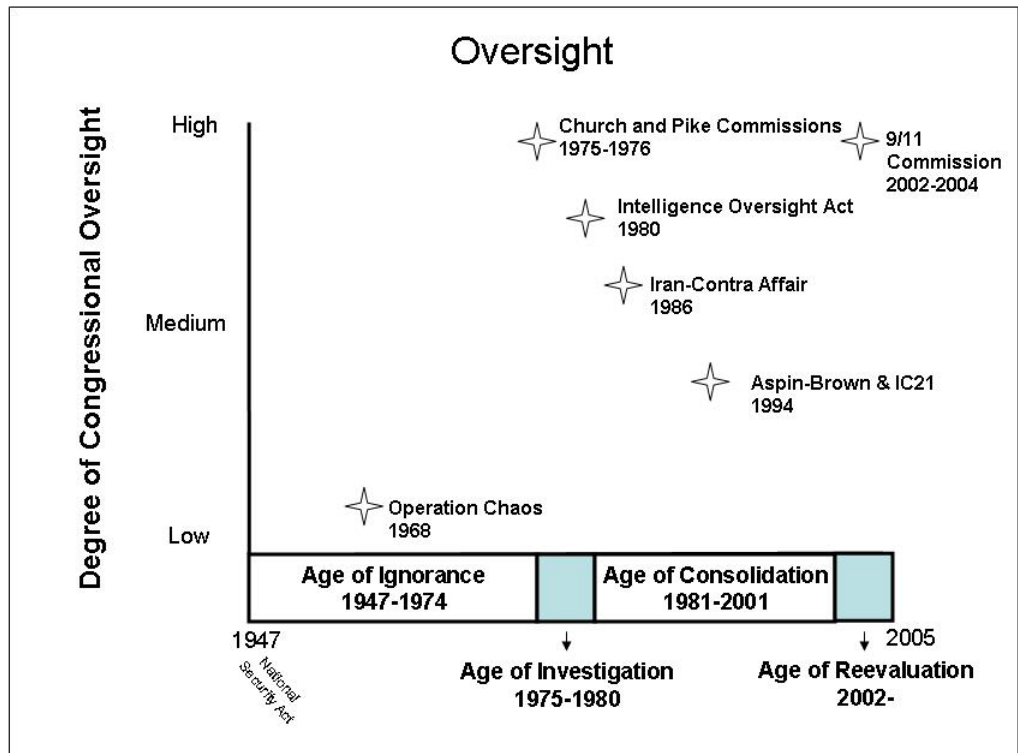 Oversight
Degree of Congressional Oversight
High
Medium
Low
Church and Pike Commissions
1975-1976
9/11
Commission
2002-2004
Intelligence Oversight Act
1980
Iran-Contra Affair
1986
Aspin-Brown & IC21
1994
Operation Chaos
1968
Age of Ignorance
1947-1974
Age of Consolidation
1981-2001
1947
National
Security Act
2005
Age of Investigation
1975-1980
Age of Reevaluation
2002-